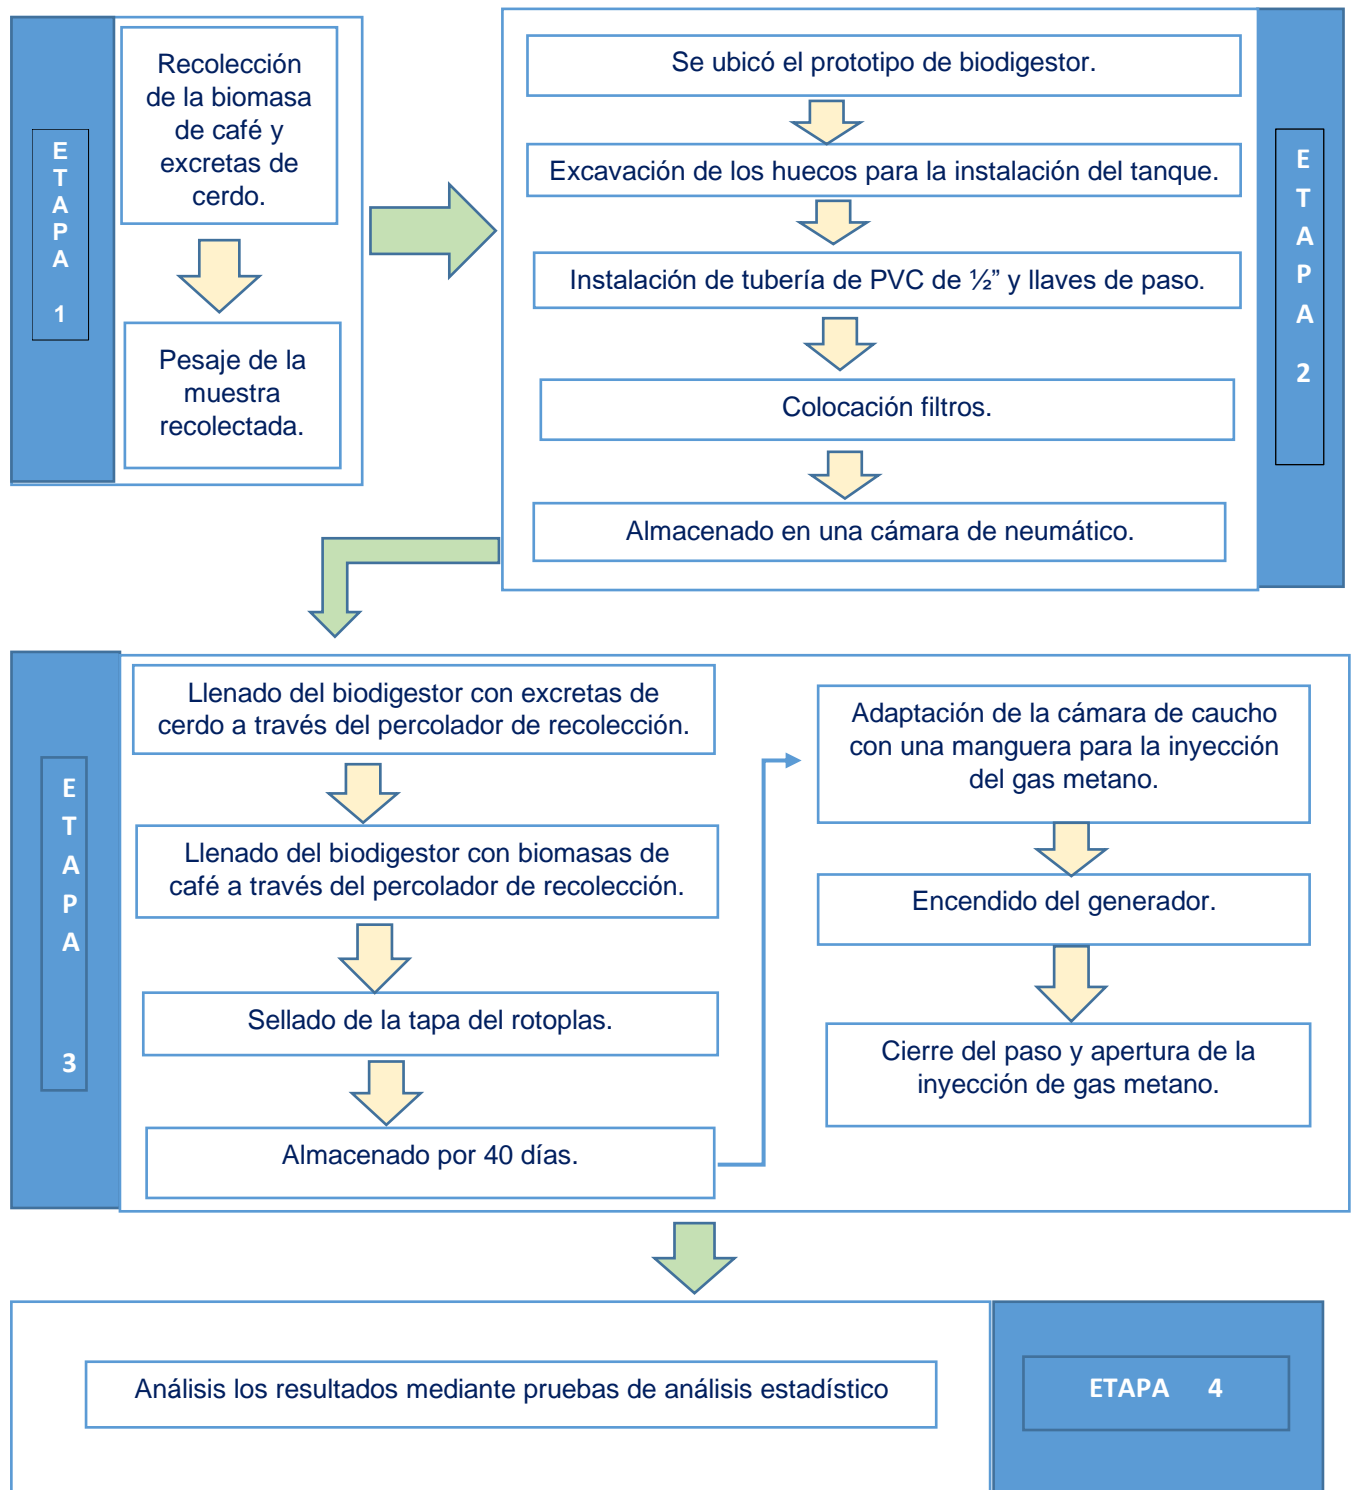 ETAPA 1
Recolección
de la biomasa
de café y
excretas de
cerdo.
Pesaje de la
muestra
recolectada.
Se ubicó el prototipo de biodigestor.
Excavación de los huecos para la instalación del tanque.
Instalación de tubería de PVC de ½” y llaves de paso.
Colocación filtros.
Almacenado en una cámara de neumático.
ETAPA 2
ETAPA 3
Llenado del biodigestor con excretas de
cerdo a través del percolador de recolección.
Llenado del biodigestor con biomasas de
café a través del percolador de recolección.
Sellado de la tapa del rotoplas.
Almacenado por 40 días.
Adaptación de la cámara de caucho
con una manguera para la inyección
del gas metano.
Encendido del generador.
Cierre del paso y apertura de la
inyección de gas metano.
Análisis los resultados mediante pruebas de análisis estadístico
ETAPA 4